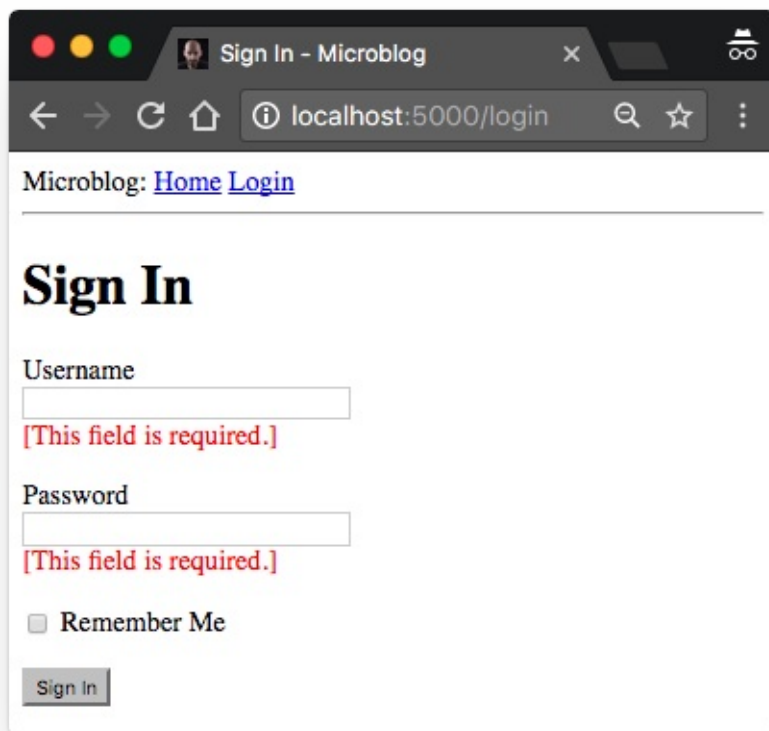 Sign In - Microblog
localhost:5000/login
Microblog: Home Login
Sign In
Username
[This field is required.]
Password
[This field is required.]
Remember Me
Sign In